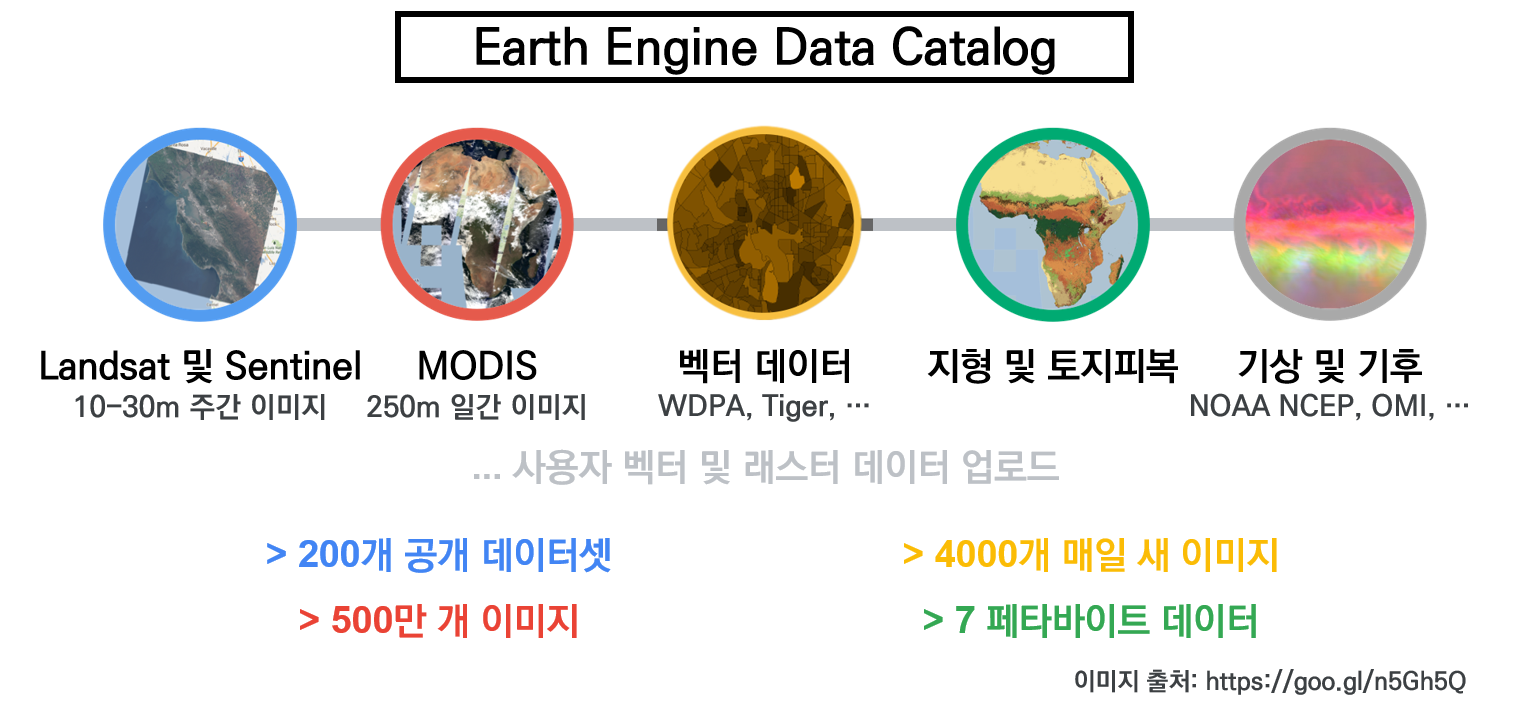 Earth Engine Data Catalog
Landsat 및 Sentinel
10-30m 주간 이미지
MODIS
250m 일간 이미지
벡터 데이터
WDPA, Tiger, …
지형 및 토지피복
기상 및 기후
NOAA NCEP, OMI, …
... 사용자 벡터 및 래스터 데이터 업로드
> 200개 공개 데이터셋
> 4000개 매일 새 이미지
> 500만 개 이미지
> 7 페타바이트 데이터
이미지 출처: https://goo.gl/n5Gh5Q